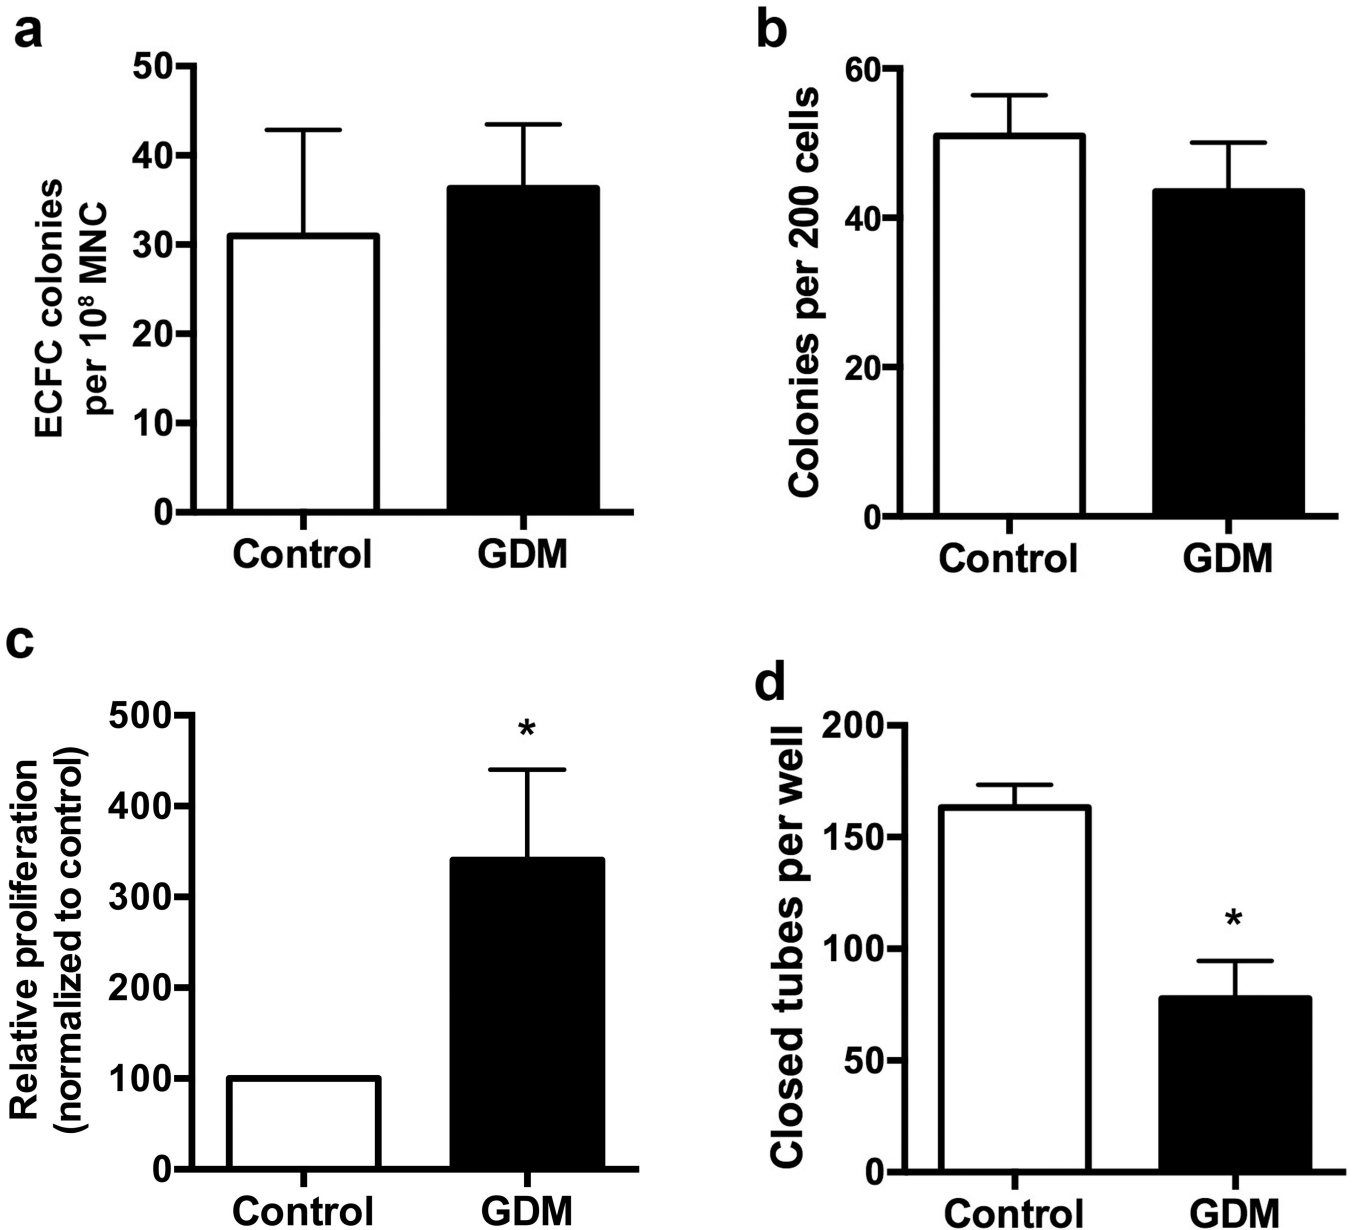 a
50
40
30
20
10
0
ECFC colonies
per 10⁸ MNC
Control GDM
b
60
40
20
0
Colonies per 200 cells
Control GDM
c
500
400
300
200
100
0
Relative proliferation
(normalized to control)
*
Control GDM
d
200
150
100
50
0
Closed tubes per well
*
Control GDM